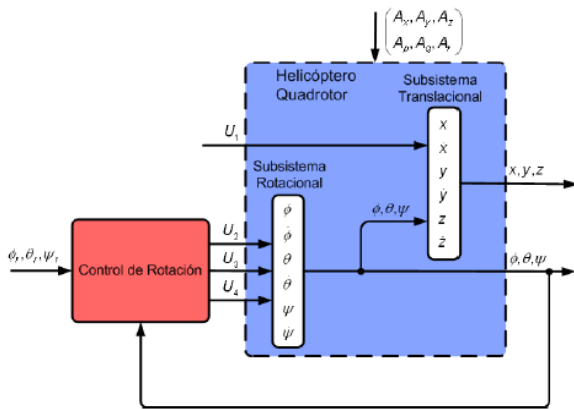 A_x, A_y, A_z
A_p, A_q, A_r
Helicóptero
Quadrotor
Subsistema
Translacional
x
ẋ
y
ẏ
z
ż
U_1
x,y,z
Subsistema
Rotacional
ϕ
ϕ̇
θ
θ̇
ψ
ψ̇
ϕ,θ,ψ
U_2
U_3
U_4
ϕ_r,θ_r,ψ_r
Control de Rotación
ϕ,θ,ψ